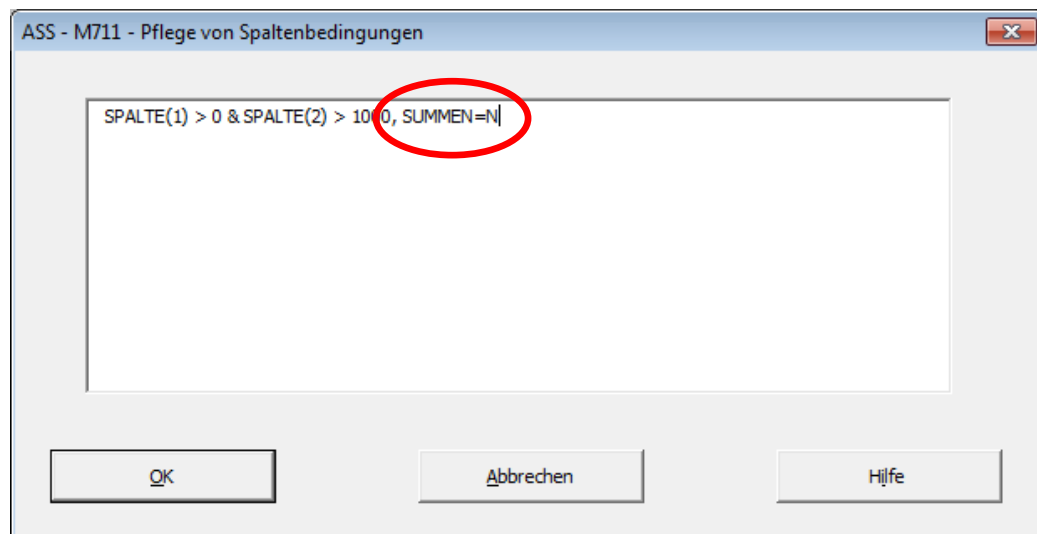 ASS - M711 - Pflege von Spaltenbedingungen
SPALTE(1) > 0 & SPALTE(2) > 1000, SUMMEN=N
OK
Abbrechen
Hilfe